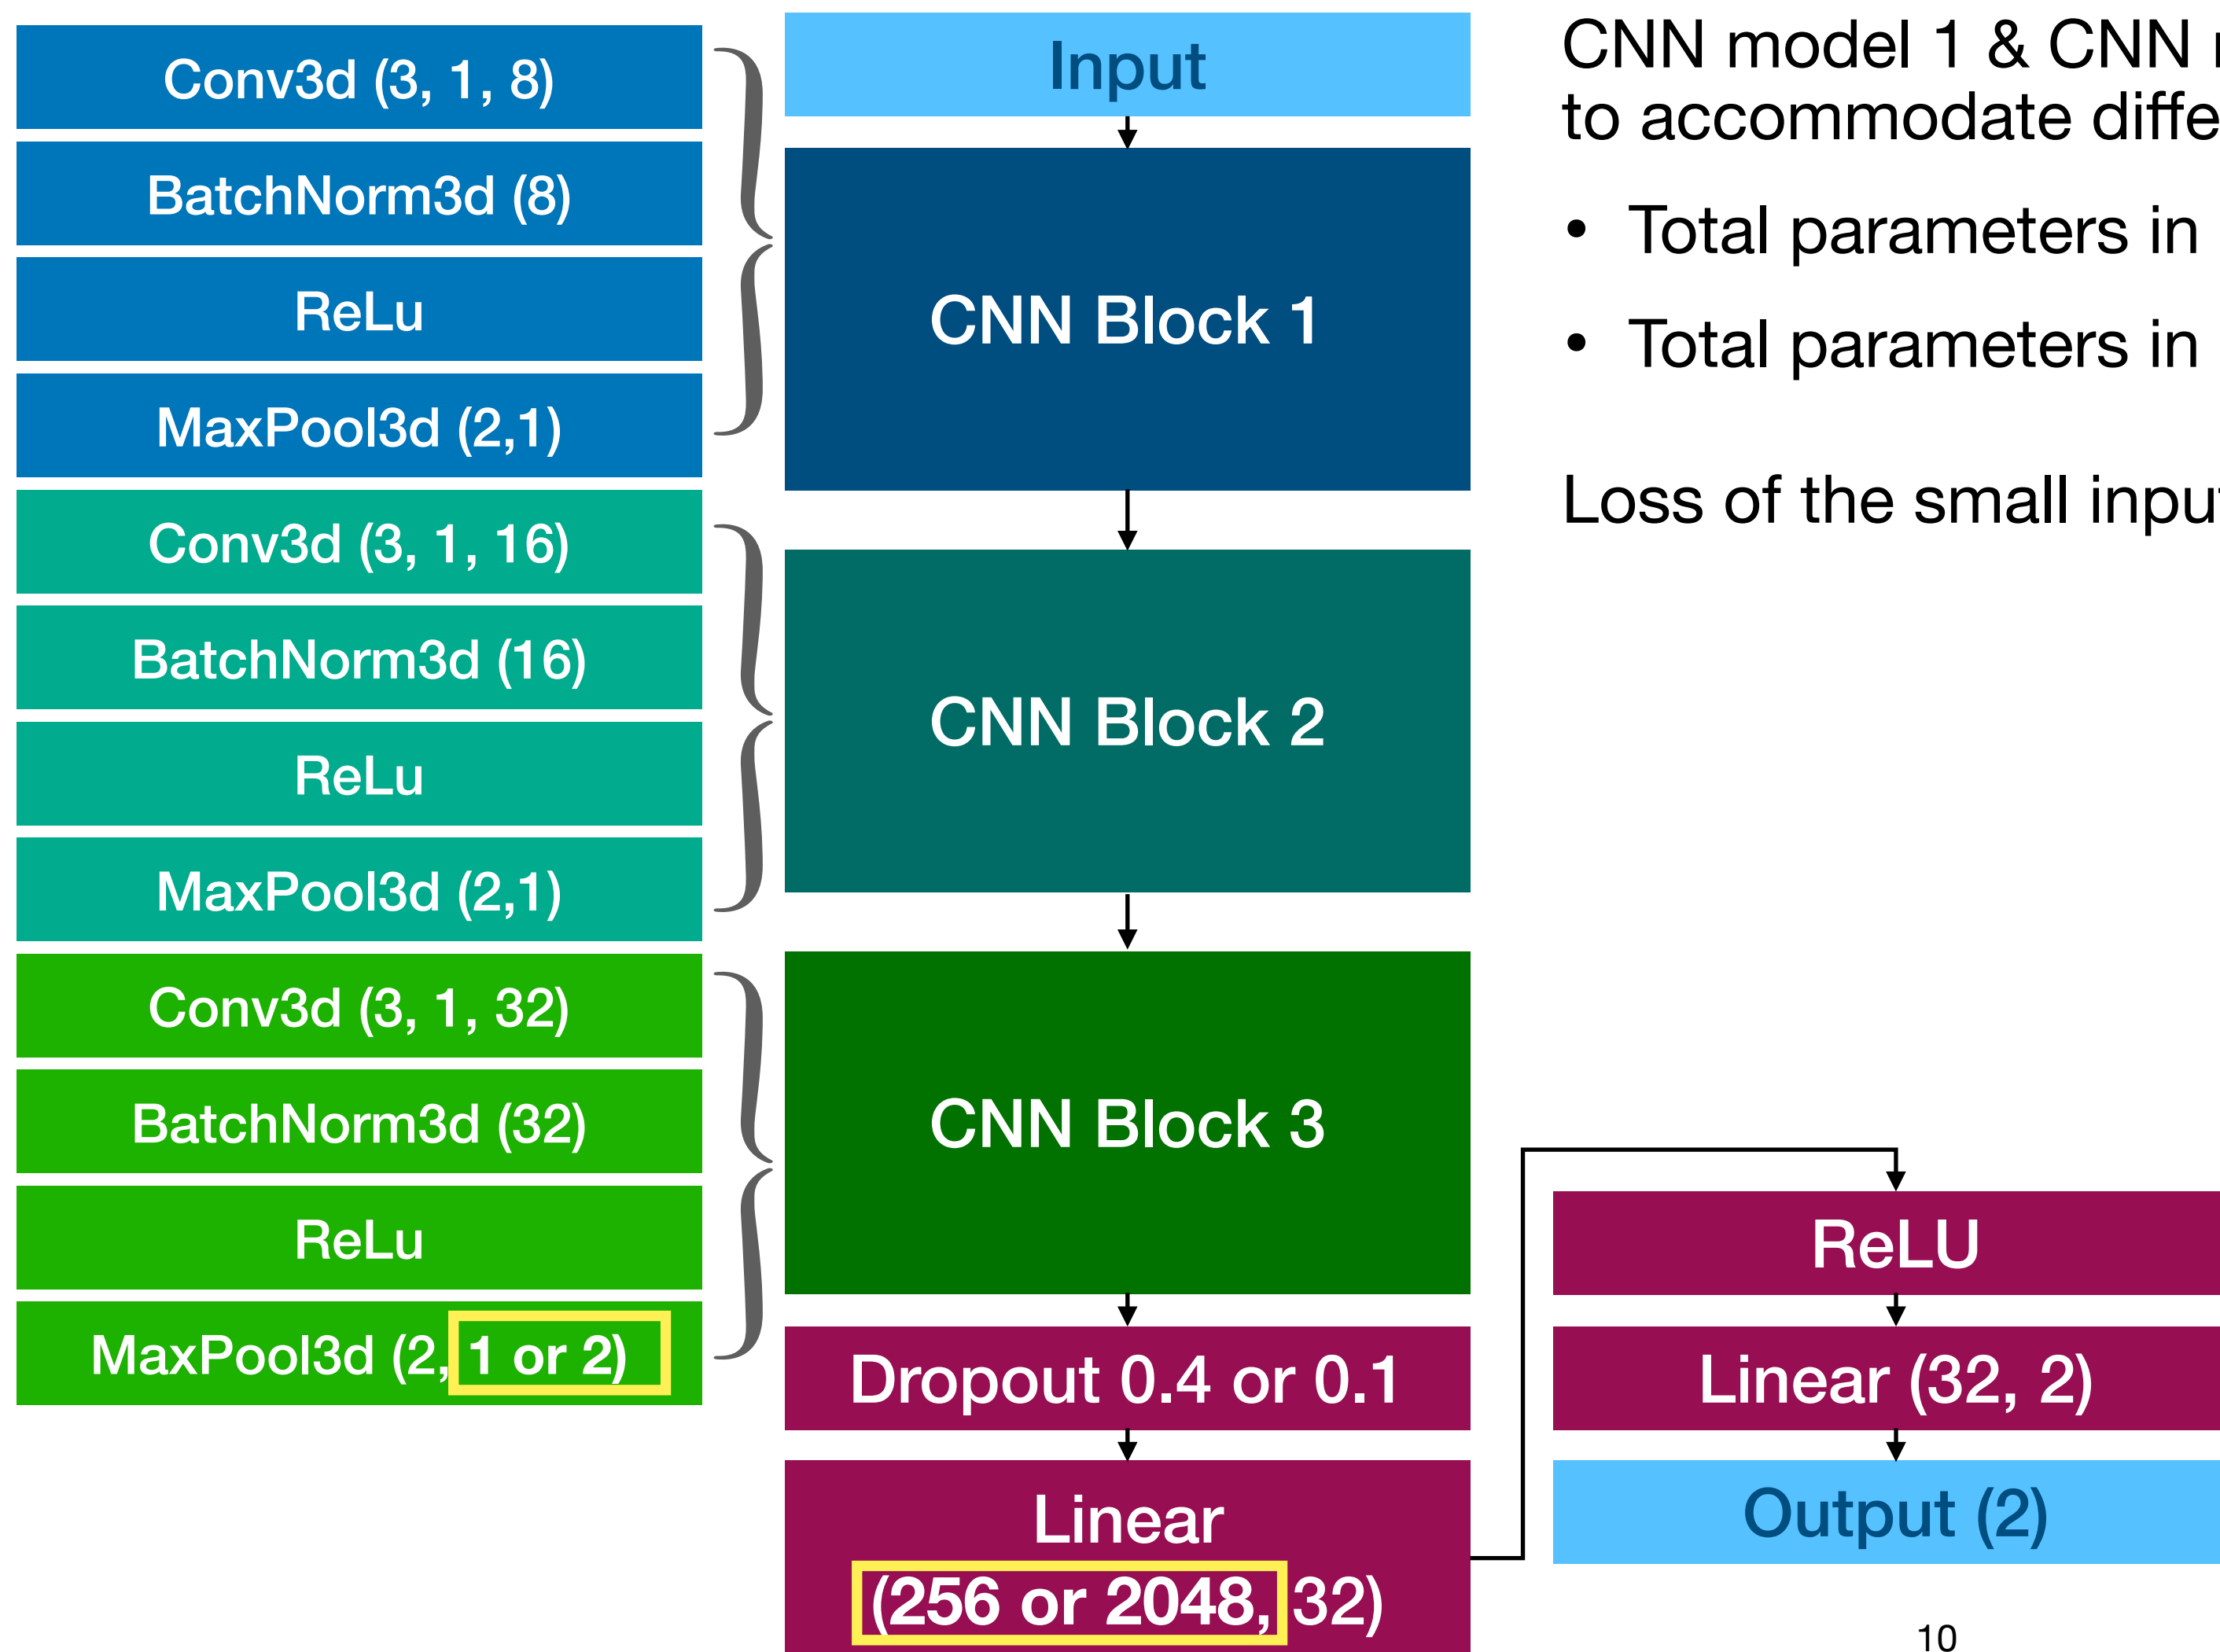 Conv3d (3, 1, 8)
BatchNorm3d (8)
ReLu
MaxPool3d (2,1)
Conv3d (3, 1, 16)
BatchNorm3d (16)
ReLu
MaxPool3d (2,1)
Conv3d (3, 1, 32)
BatchNorm3d (32)
ReLu
MaxPool3d (2, 1 or 2)
Input
CNN Block 1
CNN Block 2
CNN Block 3
Dropout 0.4 or 0.1
Linear
(256 or 2048, 32)
CNN model 1 & CNN
to accommodate
• Total parameters in
• Total parameters in
Loss of the small
ReLU
Linear (32, 2)
Output (2)
10